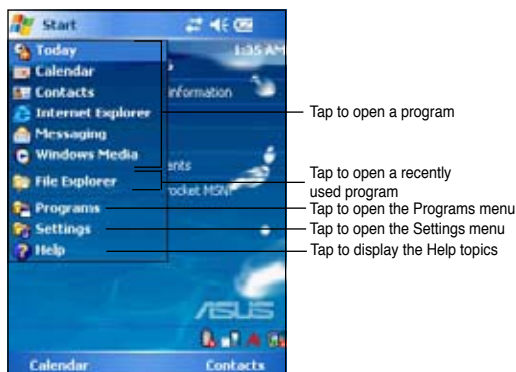 Start
1:35 AM
Today
Calendar
Contacts
nformation
Internet Explorer
Tap to open a program
Messaging
Windows Media
ents
File Explorer
Tap to open a recently
used program
rocket MSN
Programs
Tap to open the Programs menu
Settings
Tap to open the Settings menu
Help
Tap to display the Help topics
ASUS
Calendar
Contacts